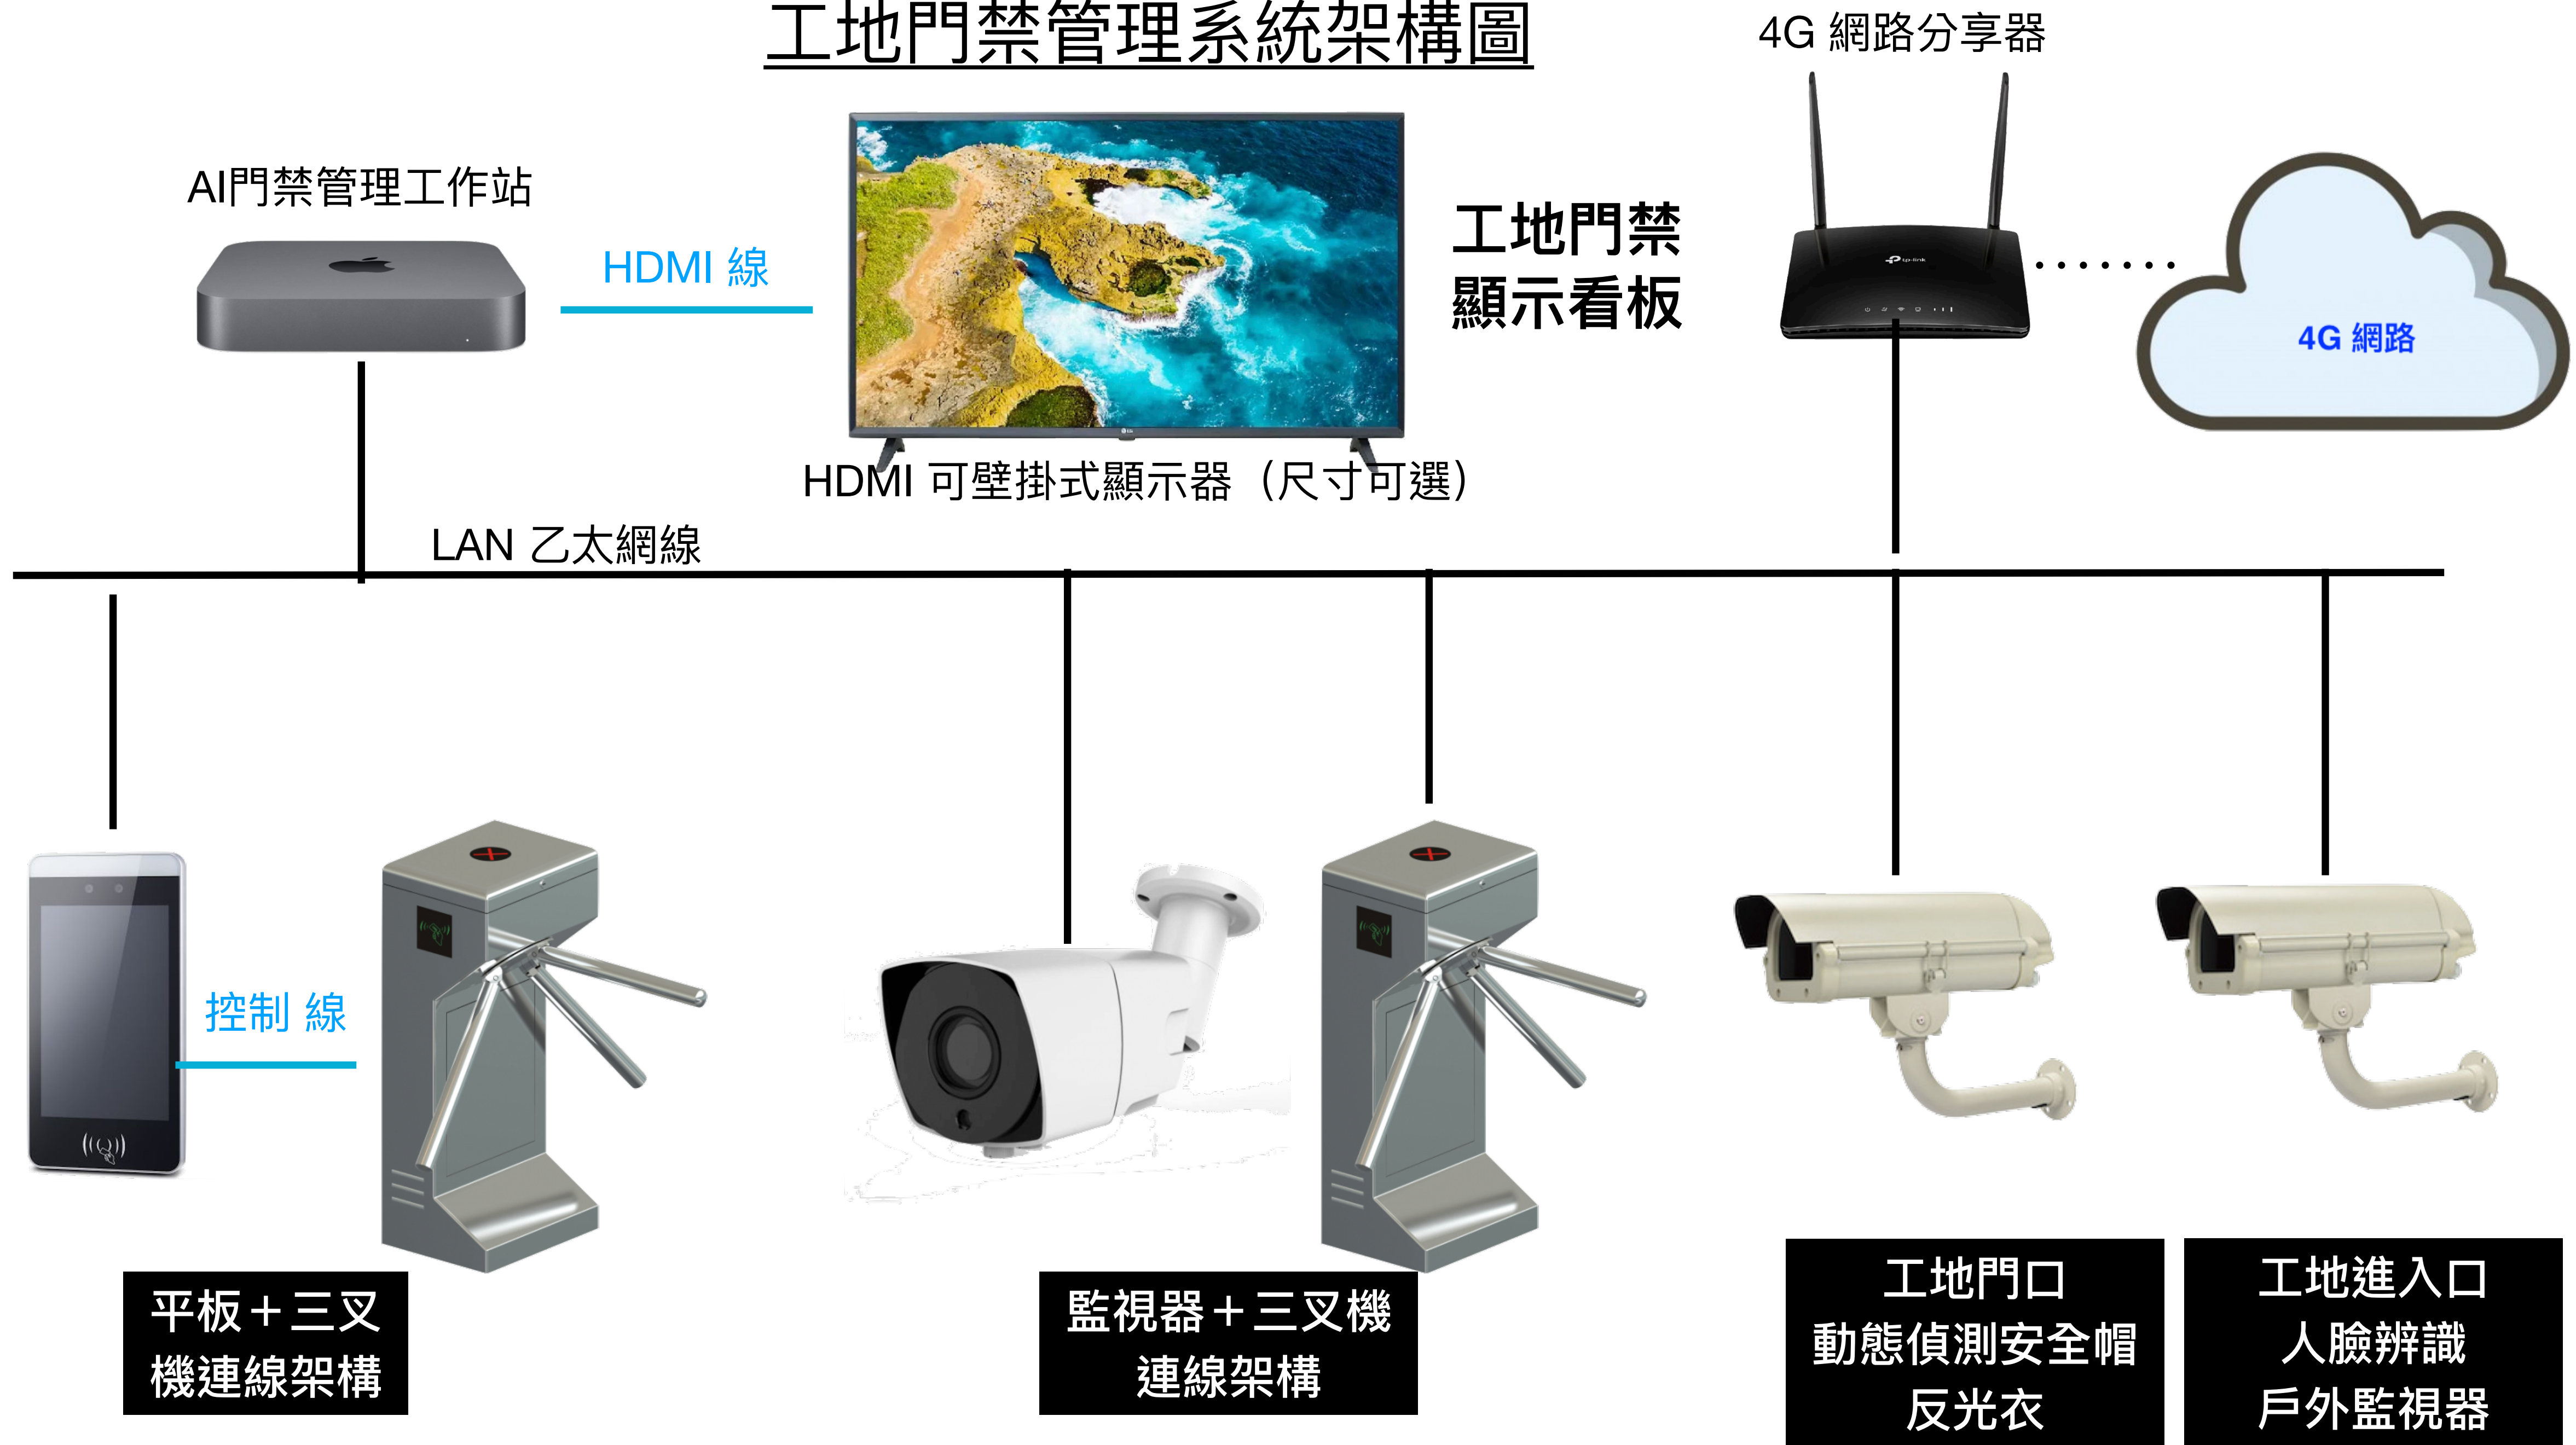 工地門禁管理系統架構圖
4G 網路分享器
AI門禁管理工作站
HDMI 線
工地門禁
顯示看板
tp-link
4G 網路
LG
HDMI 可壁掛式顯示器（尺寸可選）
LAN 乙太網線
控制 線
平板＋三叉
機連線架構
監視器＋三叉機
連線架構
工地門口
動態偵測安全帽
反光衣
工地進入口
人臉辨識
戶外監視器